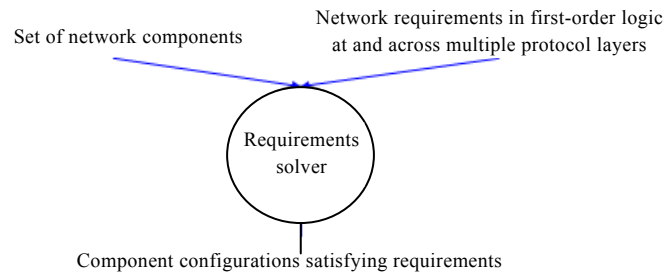 Set of network components
Network requirements in first-order logic
at and across multiple protocol layers
Requirements
solver
Component configurations satisfying requirements